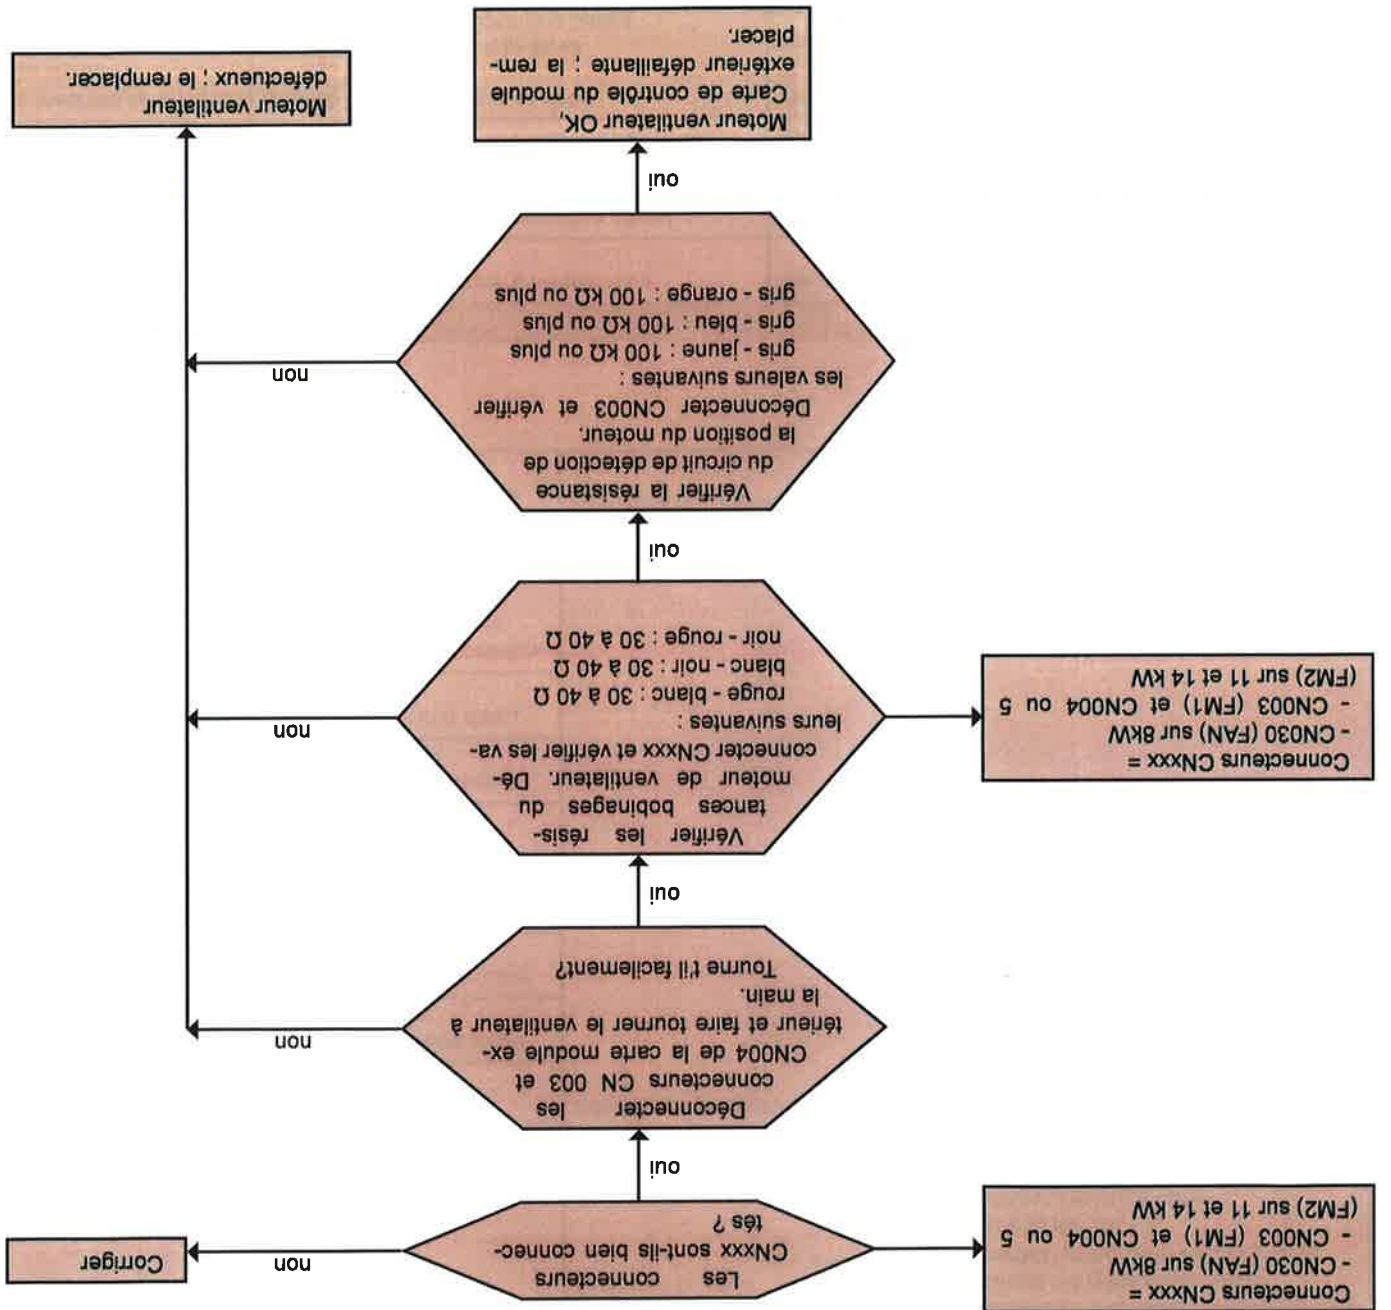 Connecteurs CNxxx =
- CN030 (FAN) sur 8kW
- CN003 (FM1) et CN004 ou 5
(FM2) sur 11 et 14 kW
Les connecteurs
CNxxx sont-ils bien connec-
tés ?
non
Corriger
oui
Déconnecter les
connecteurs CN 003 et
CN004 de la carte module ex-
térieur et faire tourner le ventilateur à
la main.
Tourne t'il facilement?
non
oui
Connecteurs CNxxx =
- CN030 (FAN) sur 8kW
- CN003 (FM1) et CN004 ou 5
(FM2) sur 11 et 14 kW
Vérifier les résis-
tances bobinages du
moteur de ventilateur. Dé-
connecter CNxxx et vérifier les va-
leurs suivantes :
rouge - blanc : 30 à 40 Ω
blanc - noir : 30 à 40 Ω
noir - rouge : 30 à 40 Ω
non
oui
Vérifier la résistance
du circuit de détection de
la position du moteur.
Déconnecter CN003 et vérifier
les valeurs suivantes :
gris - jaune : 100 kΩ ou plus
gris - bleu : 100 kΩ ou plus
gris - orange : 100 kΩ ou plus
non
oui
Moteur ventilateur OK,
Carte de contrôle du module
extérieur défaillante ; la rem-
placer.
Moteur ventilateur
défectueux ; le remplacer.